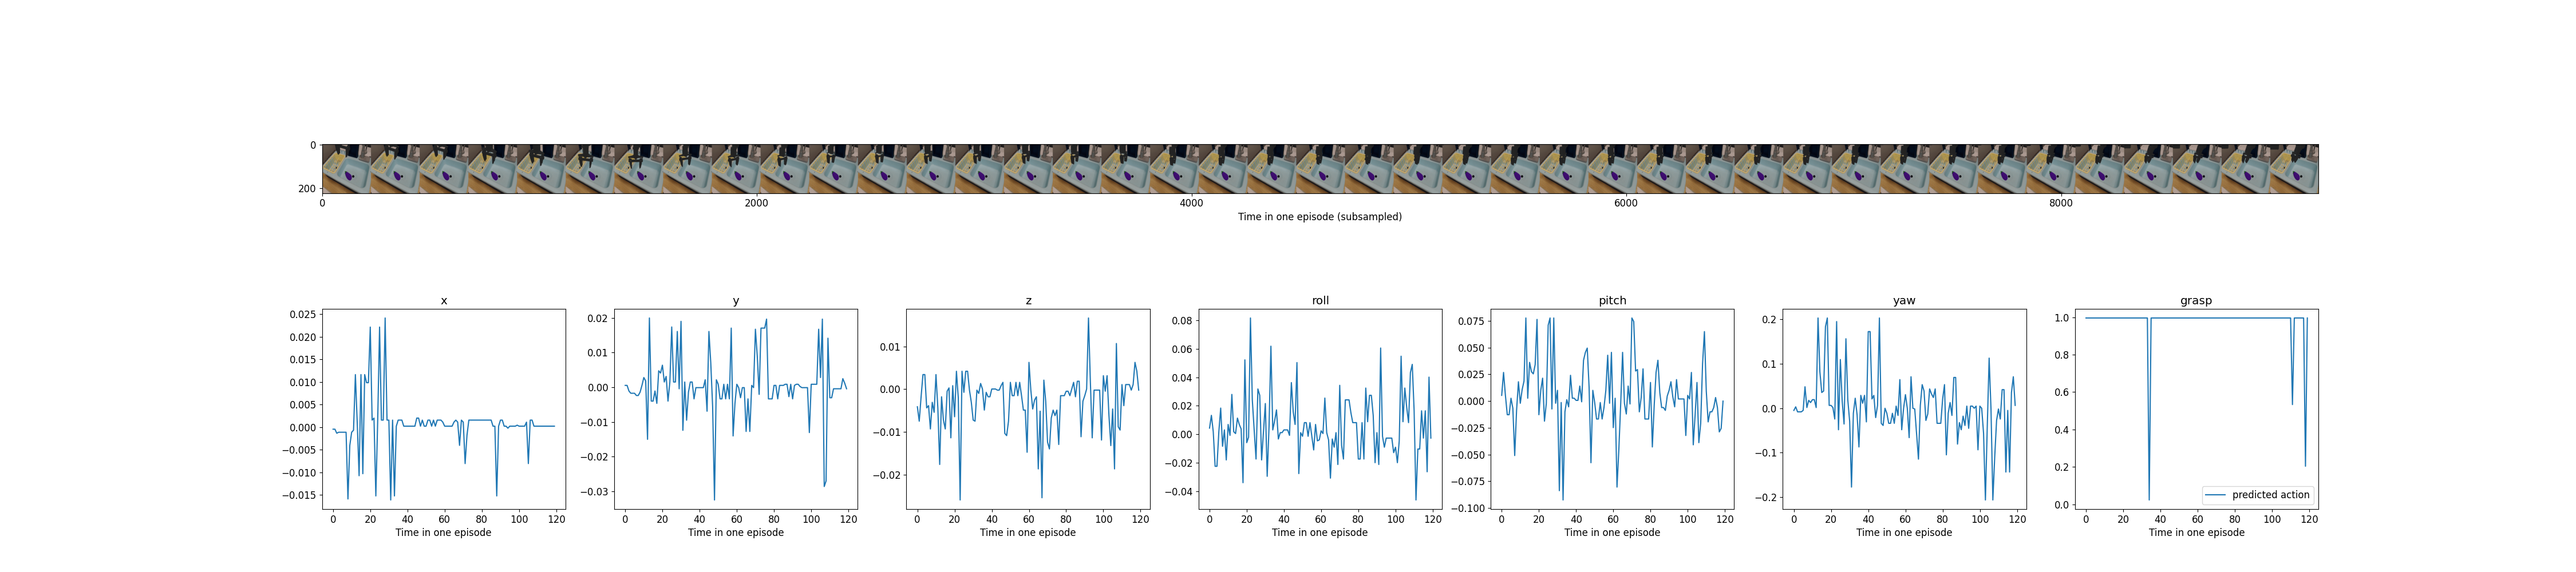 0
200
0 2000 4000 6000 8000
Time in one episode (subsampled)
x y z roll pitch yaw grasp
0.025
0.020
0.015
0.010
0.005
0.000
−0.005
−0.010
−0.015
0 20 40 60 80 100 120
Time in one episode
0.02
0.01
0.00
−0.01
−0.02
−0.03
0 20 40 60 80 100 120
Time in one episode
0.01
0.00
−0.01
−0.02
0 20 40 60 80 100 120
Time in one episode
0.08
0.06
0.04
0.02
0.00
−0.02
−0.04
0 20 40 60 80 100 120
Time in one episode
0.075
0.050
0.025
0.000
−0.025
−0.050
−0.075
−0.100
0 20 40 60 80 100 120
Time in one episode
0.2
0.1
0.0
−0.1
−0.2
0 20 40 60 80 100 120
Time in one episode
1.0
0.8
0.6
0.4
0.2
0.0
predicted action
0 20 40 60 80 100 120
Time in one episode